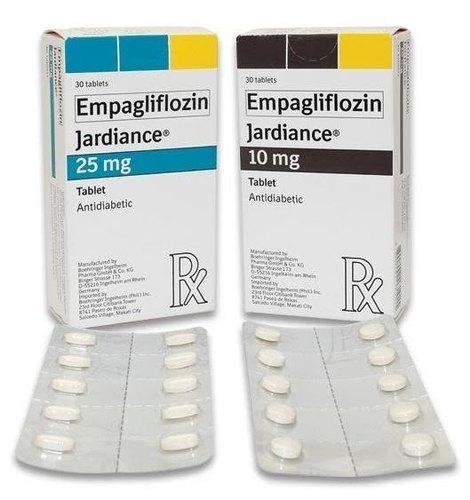 30 tablets
Empagliflozin
Jardiance®
25 mg
Tablet
Antidiabetic
Manufactured by
Boehringer Ingelheim
Pharma GmbH & Co. KG
Binger Strasse 173
D-55216 Ingelheim am Rhein
Germany
Imported by
Boehringer Ingelheim (Phil.) Inc.
23rd Floor Citibank Tower
8741 Paseo de Roxas
Salcedo Village, Makati City
Rx
30 tablets
Empagliflozin
Jardiance®
10 mg
Tablet
Antidiabetic
Manufactured by
Boehringer Ingelheim
Pharma GmbH & Co. KG
Binger Strasse 173
D-55216 Ingelheim am Rhein
Germany
Imported by
Boehringer Ingelheim (Phil.) Inc.
23rd Floor Citibank Tower
8741 Paseo de Roxas
Salcedo Village, Makati City
Rx